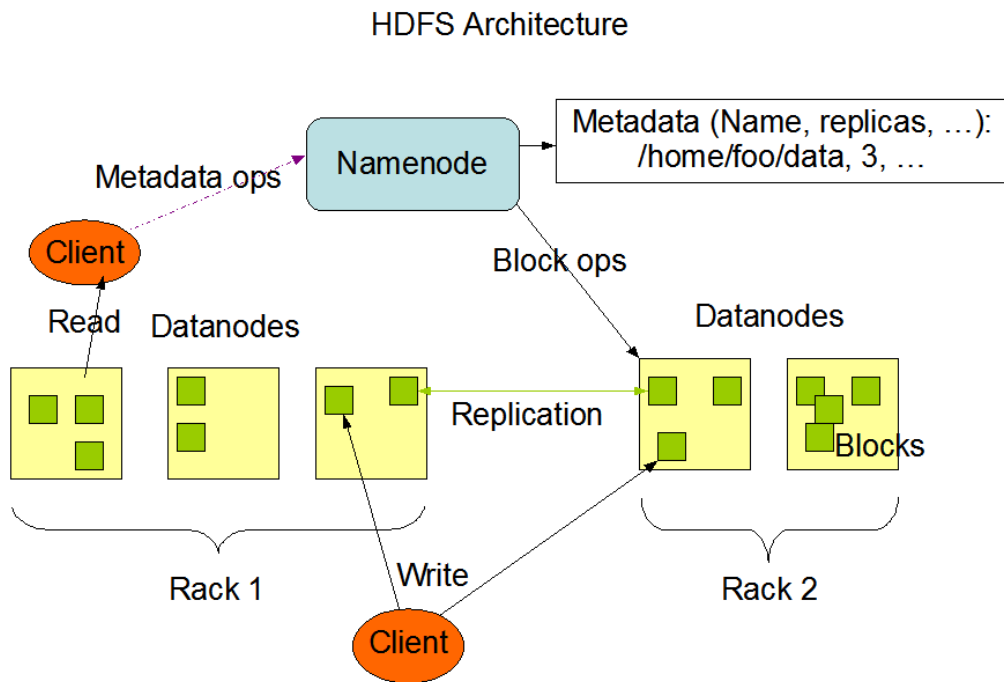 HDFS Architecture
Metadata (Name, replicas, …):
/home/foo/data, 3, …
Namenode
Metadata ops
Client
Block ops
Read
Datanodes
Datanodes
Replication
Blocks
Rack 1
Write
Rack 2
Client